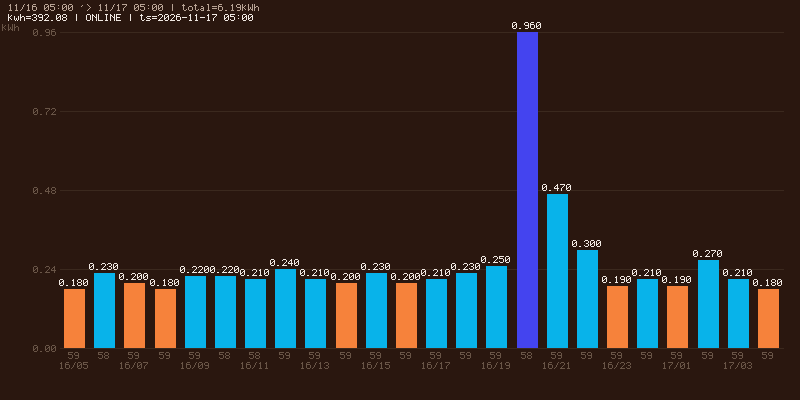 11/16 05:00 -> 11/17 05:00 | total=6.19kWh
Kwh=392.08 | ONLINE | ts=2026-11-17 05:00
kWh
0.96
0.72
0.48
0.24
0.00
0.180 0.230 0.200 0.180 0.220 0.220 0.210 0.240 0.210 0.200 0.230 0.200 0.210 0.230 0.250 0.960 0.470 0.300 0.190 0.210 0.190 0.270 0.210 0.180
59 58 59 59 59 58 58 59 59 59 59 59 59 59 59 58 59 59 59 59 59 59 59 59
16/05 16/07 16/09 16/11 16/13 16/15 16/17 16/19 16/21 16/23 17/01 17/03